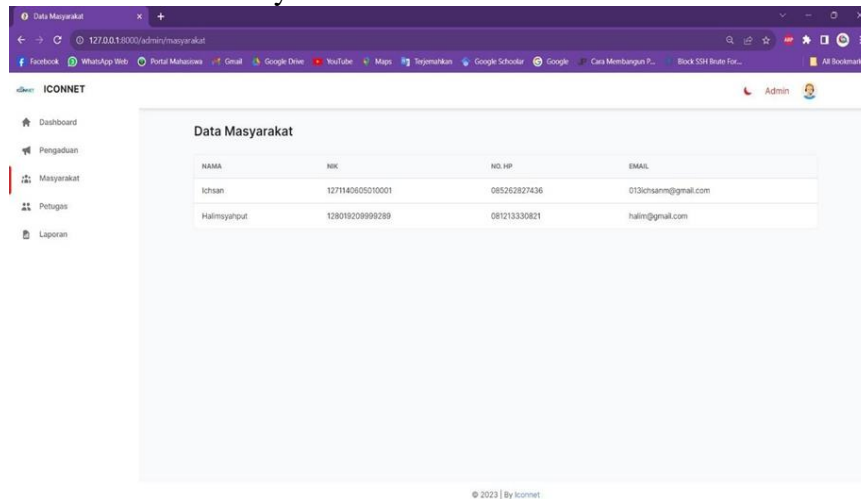 Data Masyarakat
127.0.0.1:8000/admin/masyarakat
Facebook WhatsApp Web Portal Mahasiswa Gmail Google Drive YouTube Maps Terjemahkan Google Schoolar Google Cara Membangun P... Block SSH Brute For... All Bookmark
ICONNET Admin
Dashboard
Pengaduan
Masyarakat
Petugas
Laporan
Data Masyarakat
NAMA NIK NO. HP EMAIL
Ichsan 1271140605010001 085262827436 013ichsanm@gmail.com
Halimsyahput 128019209999289 081213330821 halim@gmail.com
© 2023 | By Iconnet